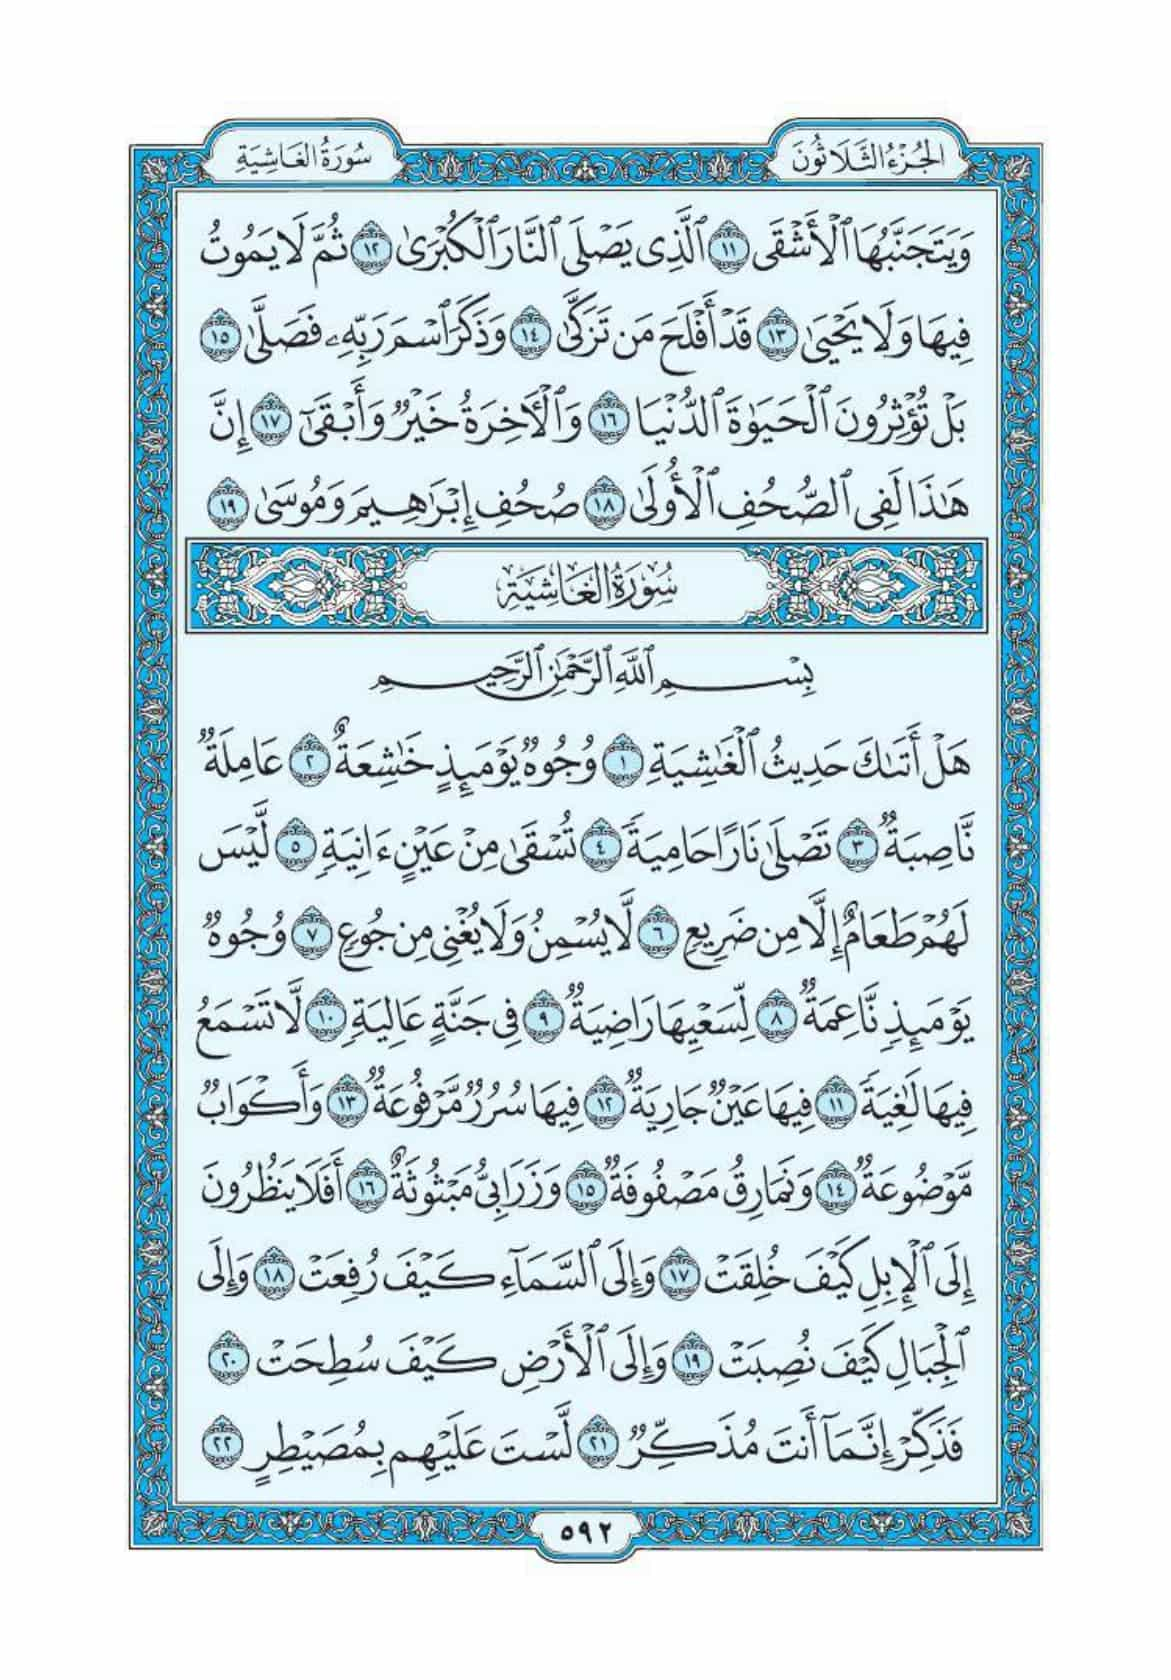 الجُزْءُ الثَّلَاثُونَ
سُورَةُ الغَاشِيَةِ
وَيَتَجَنَّبُهَا ٱلْأَشْقَى ١١ ٱلَّذِى يَصْلَى ٱلنَّارَ ٱلْكُبْرَىٰ ١٢ ثُمَّ لَا يَمُوتُ
فِيهَا وَلَا يَحْيَىٰ ١٣ قَدْ أَفْلَحَ مَن تَزَكَّىٰ ١٤ وَذَكَرَ ٱسْمَ رَبِّهِۦ فَصَلَّىٰ ١٥
بَلْ تُؤْثِرُونَ ٱلْحَيَوٰةَ ٱلدُّنْيَا ١٦ وَٱلْأَخِرَةُ خَيْرٌ وَأَبْقَىٰٓ ١٧ إِنَّ
هَٰذَا لَفِى ٱلصُّحُفِ ٱلْأُولَىٰ ١٨ صُحُفِ إِبْرَٰهِيمَ وَمُوسَىٰ ١٩
سُورَةُ الغَاشِيَةِ
بِسْمِ ٱللَّهِ ٱلرَّحْمَٰنِ ٱلرَّحِيمِ
هَلْ أَتَىٰكَ حَدِيثُ ٱلْغَٰشِيَةِ ١ وُجُوهٌ يَوْمَئِذٍ خَٰشِعَةٌ ٢ عَامِلَةٌ
نَّاصِبَةٌ ٣ تَصْلَىٰ نَارًا حَامِيَةً ٤ تُسْقَىٰ مِنْ عَيْنٍ ءَانِيَةٍ ٥ لَّيْسَ
لَهُمْ طَعَامٌ إِلَّا مِن ضَرِيعٍ ٦ لَّا يُسْمِنُ وَلَا يُغْنِى مِن جُوعٍ ٧ وُجُوهٌ
يَوْمَئِذٍ نَّاعِمَةٌ ٨ لِّسَعْيِهَا رَاضِيَةٌ ٩ فِى جَنَّةٍ عَالِيَةٍ ١٠ لَّا تَسْمَعُ
فِيهَا لَٰغِيَةً ١١ فِيهَا عَيْنٌ جَارِيَةٌ ١٢ فِيهَا سُرُرٌ مَّرْفُوعَةٌ ١٣ وَأَكْوَابٌ
مَّوْضُوعَةٌ ١٤ وَنَمَارِقُ مَصْفُوفَةٌ ١٥ وَزَرَابِىُّ مَبْثُوثَةٌ ١٦ أَفَلَا يَنظُرُونَ
إِلَى ٱلْإِبِلِ كَيْفَ خُلِقَتْ ١٧ وَإِلَى ٱلسَّمَآءِ كَيْفَ رُفِعَتْ ١٨ وَإِلَى
ٱلْجِبَالِ كَيْفَ نُصِبَتْ ١٩ وَإِلَى ٱلْأَرْضِ كَيْفَ سُطِحَتْ ٢٠
فَذَكِّرْ إِنَّمَآ أَنتَ مُذَكِّرٌ ٢١ لَّسْتَ عَلَيْهِم بِمُصَيْطِرٍ ٢٢
٥٩٢